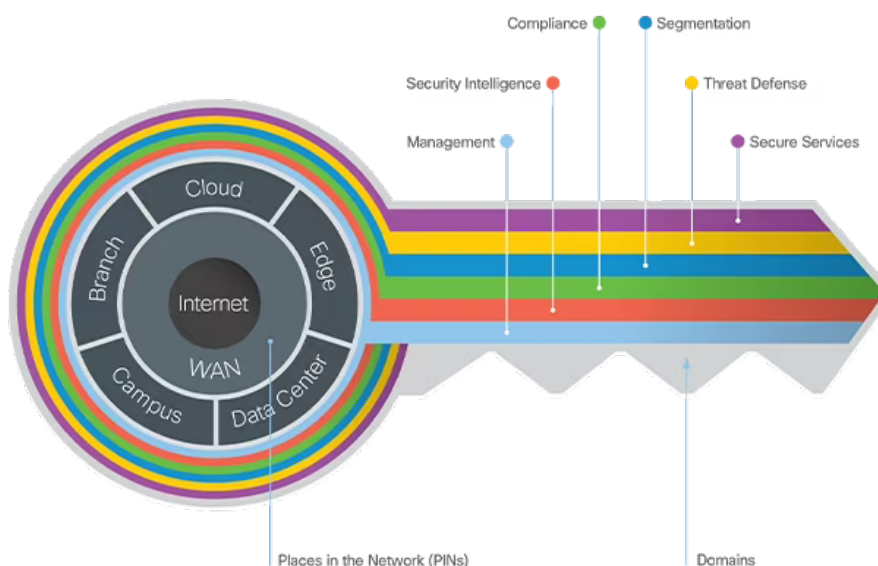 Compliance
Segmentation
Security Intelligence
Threat Defense
Management
Secure Services
Cloud
Branch
Edge
Internet
WAN
Campus
Data Center
Places in the Network (PINs)
Domains